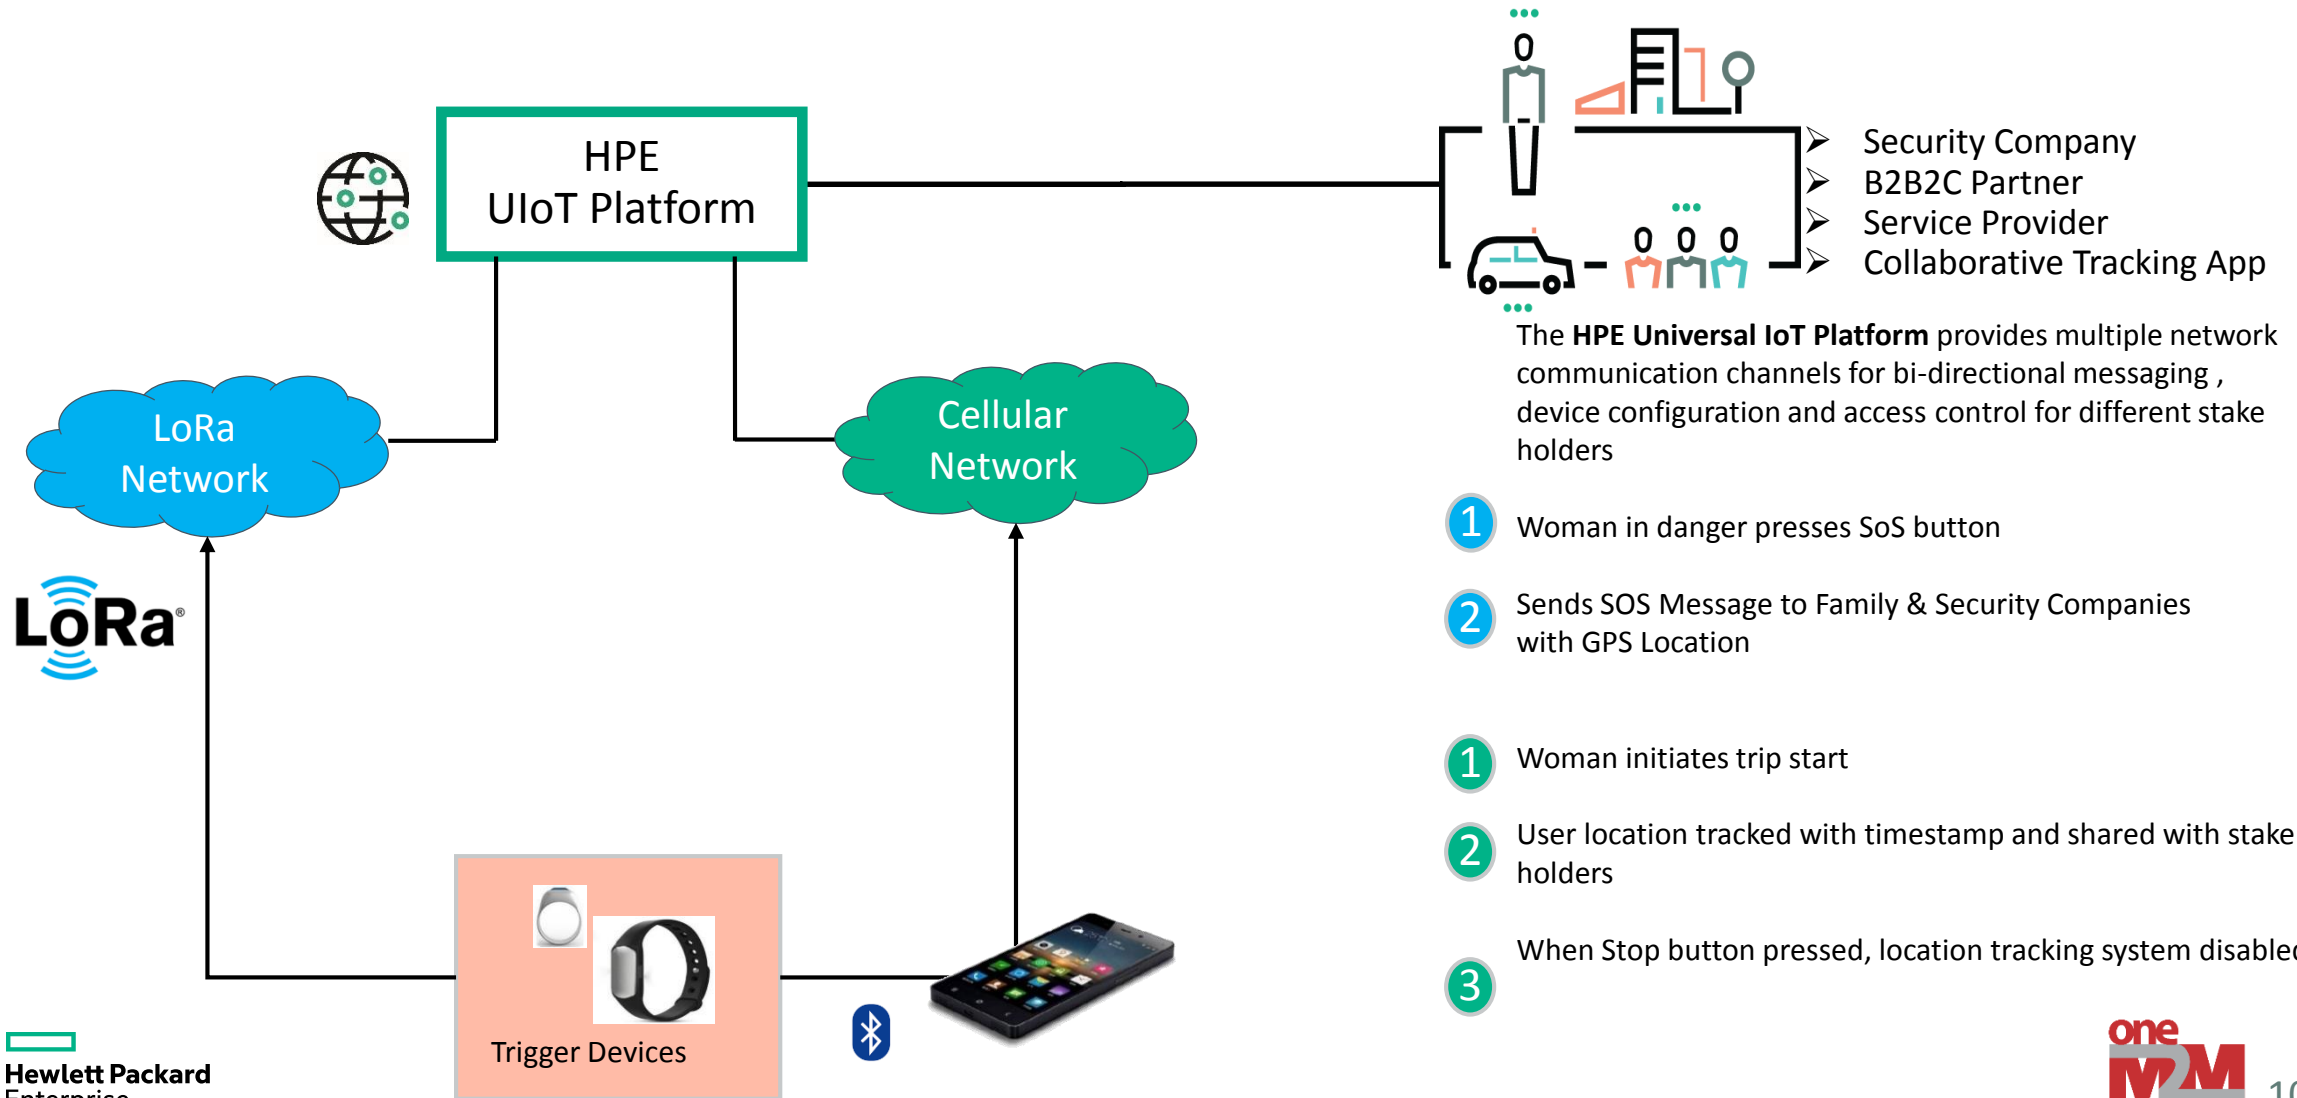 HPE
UIoT Platform
➢ Security Company
➢ B2B2C Partner
➢ Service Provider
➢ Collaborative Tracking App
The HPE Universal IoT Platform provides multiple network
communication channels for bi-directional messaging ,
device configuration and access control for different stake
holders
LoRa
Network
Cellular
Network
1 Woman in danger presses SoS button
2 Sends SOS Message to Family & Security Companies
with GPS Location
LoRa®
1 Woman initiates trip start
2 User location tracked with timestamp and shared with stake
holders
When Stop button pressed, location tracking system disabled
3
Trigger Devices
Hewlett Packard
Enterprise
one
M2M
10